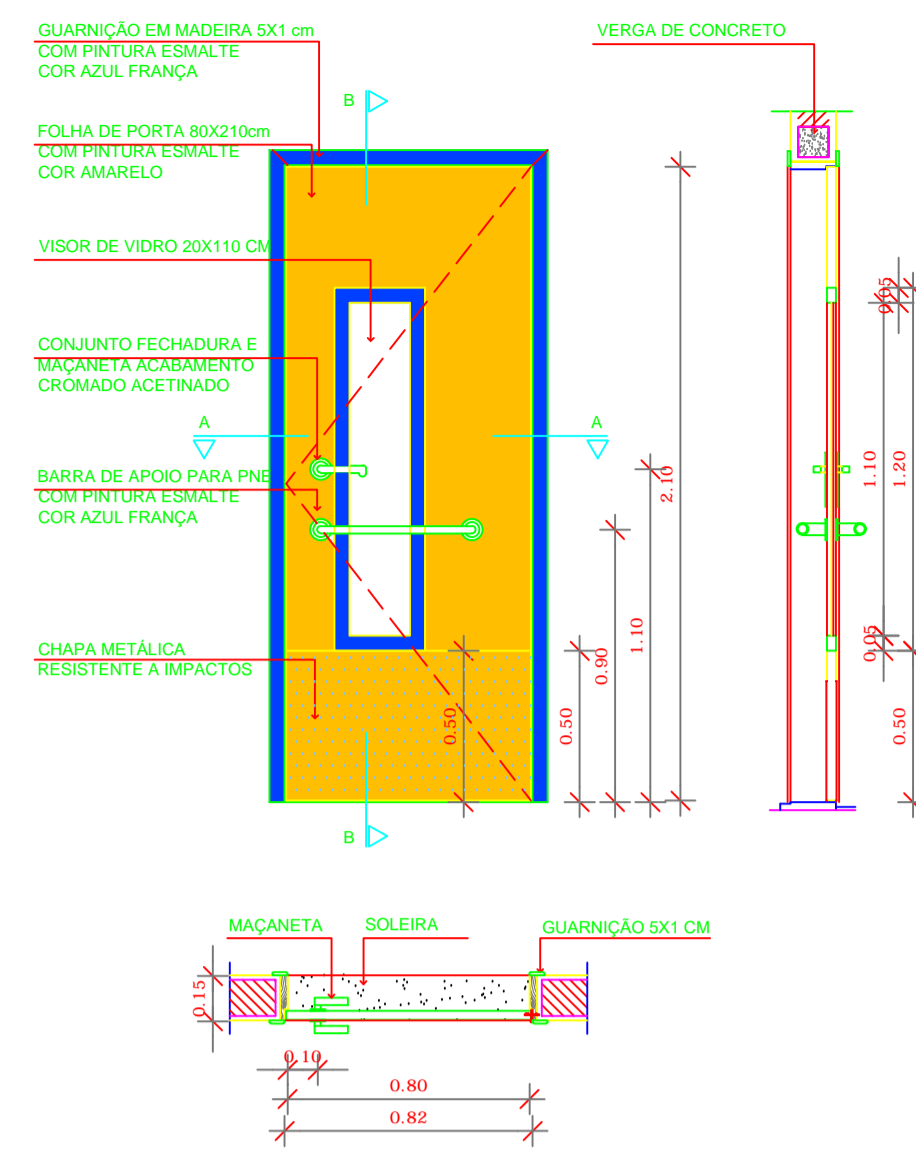 GUARNIÇÃO EM MADEIRA 5X1 cm
COM PINTURA ESMALTE
COR AZUL FRANÇA
VERGA DE CONCRETO
B
FOLHA DE PORTA 80X210cm
COM PINTURA ESMALTE
COR AMARELO
VISOR DE VIDRO 20X110 CM
CONJUNTO FECHADURA E
MAÇANETA ACABAMENTO
CROMADO ACETINADO
A
A
BARRA DE APOIO PARA PNE
COM PINTURA ESMALTE
COR AZUL FRANÇA
CHAPA METÁLICA
RESISTENTE A IMPACTOS
0.50
0.50
0.90
1.10
2.10
0.05
1.10
1.20
0.05
0.50
B
MAÇANETA
SOLEIRA
GUARNIÇÃO 5X1 CM
0.15
0.10
0.80
0.82